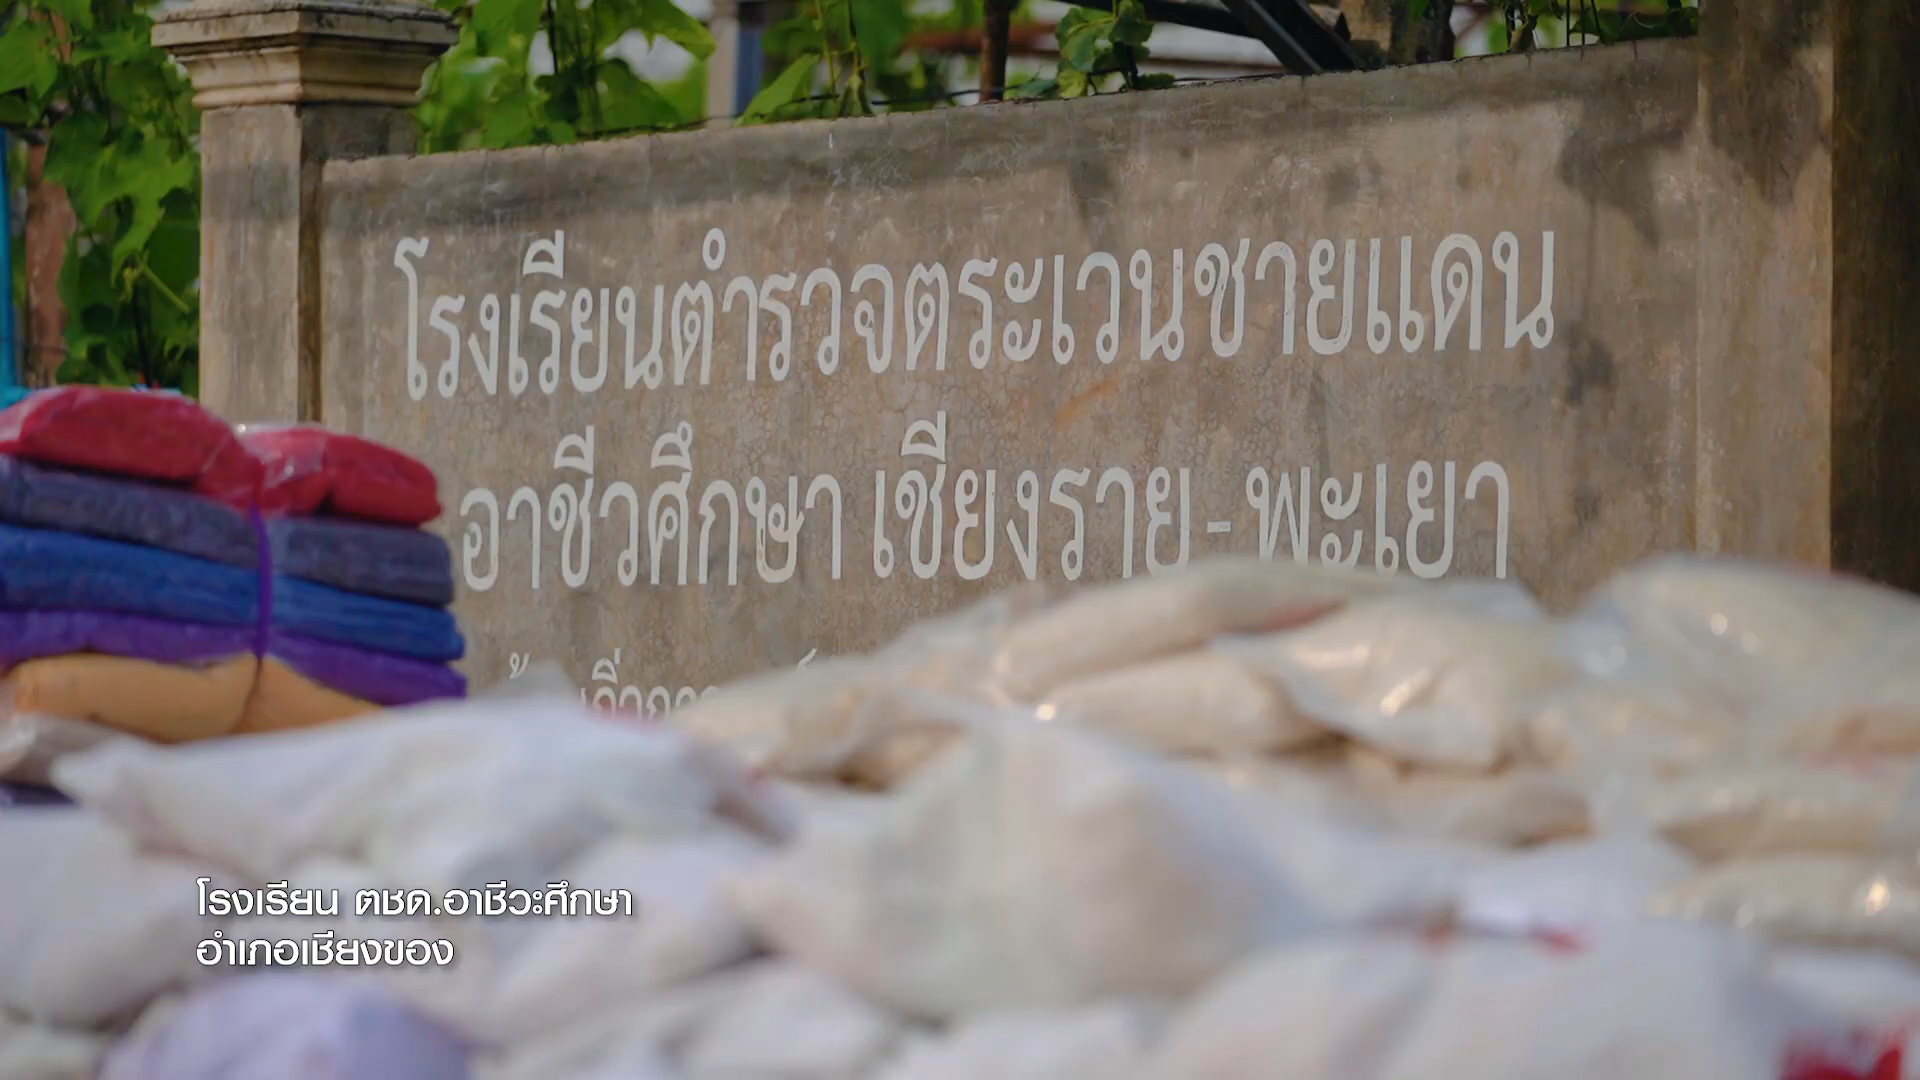 โรงเรียนตำรวจตระเวนชายแดน
อาชีวศึกษา เชียงราย-พะเยา
โรงเรียน ตชด.อาชีวะศึกษา
อำเภอเชียงของ